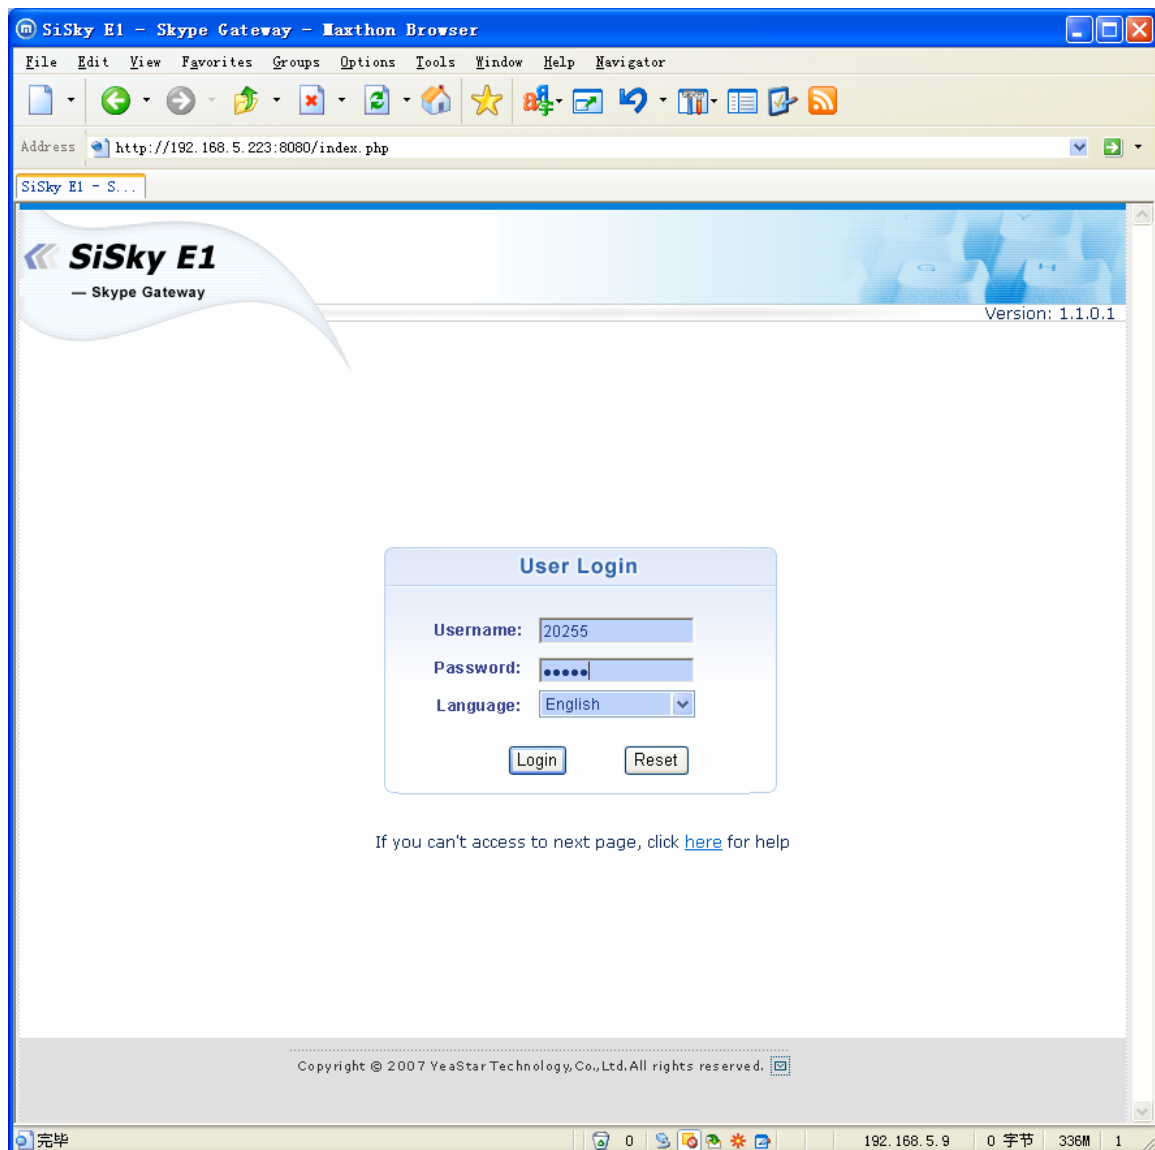 SiSky E1 - Skype Gateway - Maxthon Browser
File Edit View Favorites Groups Options Tools Window Help Navigator
Address http://192.168.5.223:8080/index.php
SiSky E1 - S...
SiSky E1
— Skype Gateway
Version: 1.1.0.1
User Login
Username: 20255
Password: •••••
Language: English
Login Reset
If you can't access to next page, click here for help
Copyright © 2007 YeaStar Technology,Co.,Ltd.All rights reserved.
完毕 0 192.168.5.9 0 字节 336M 1